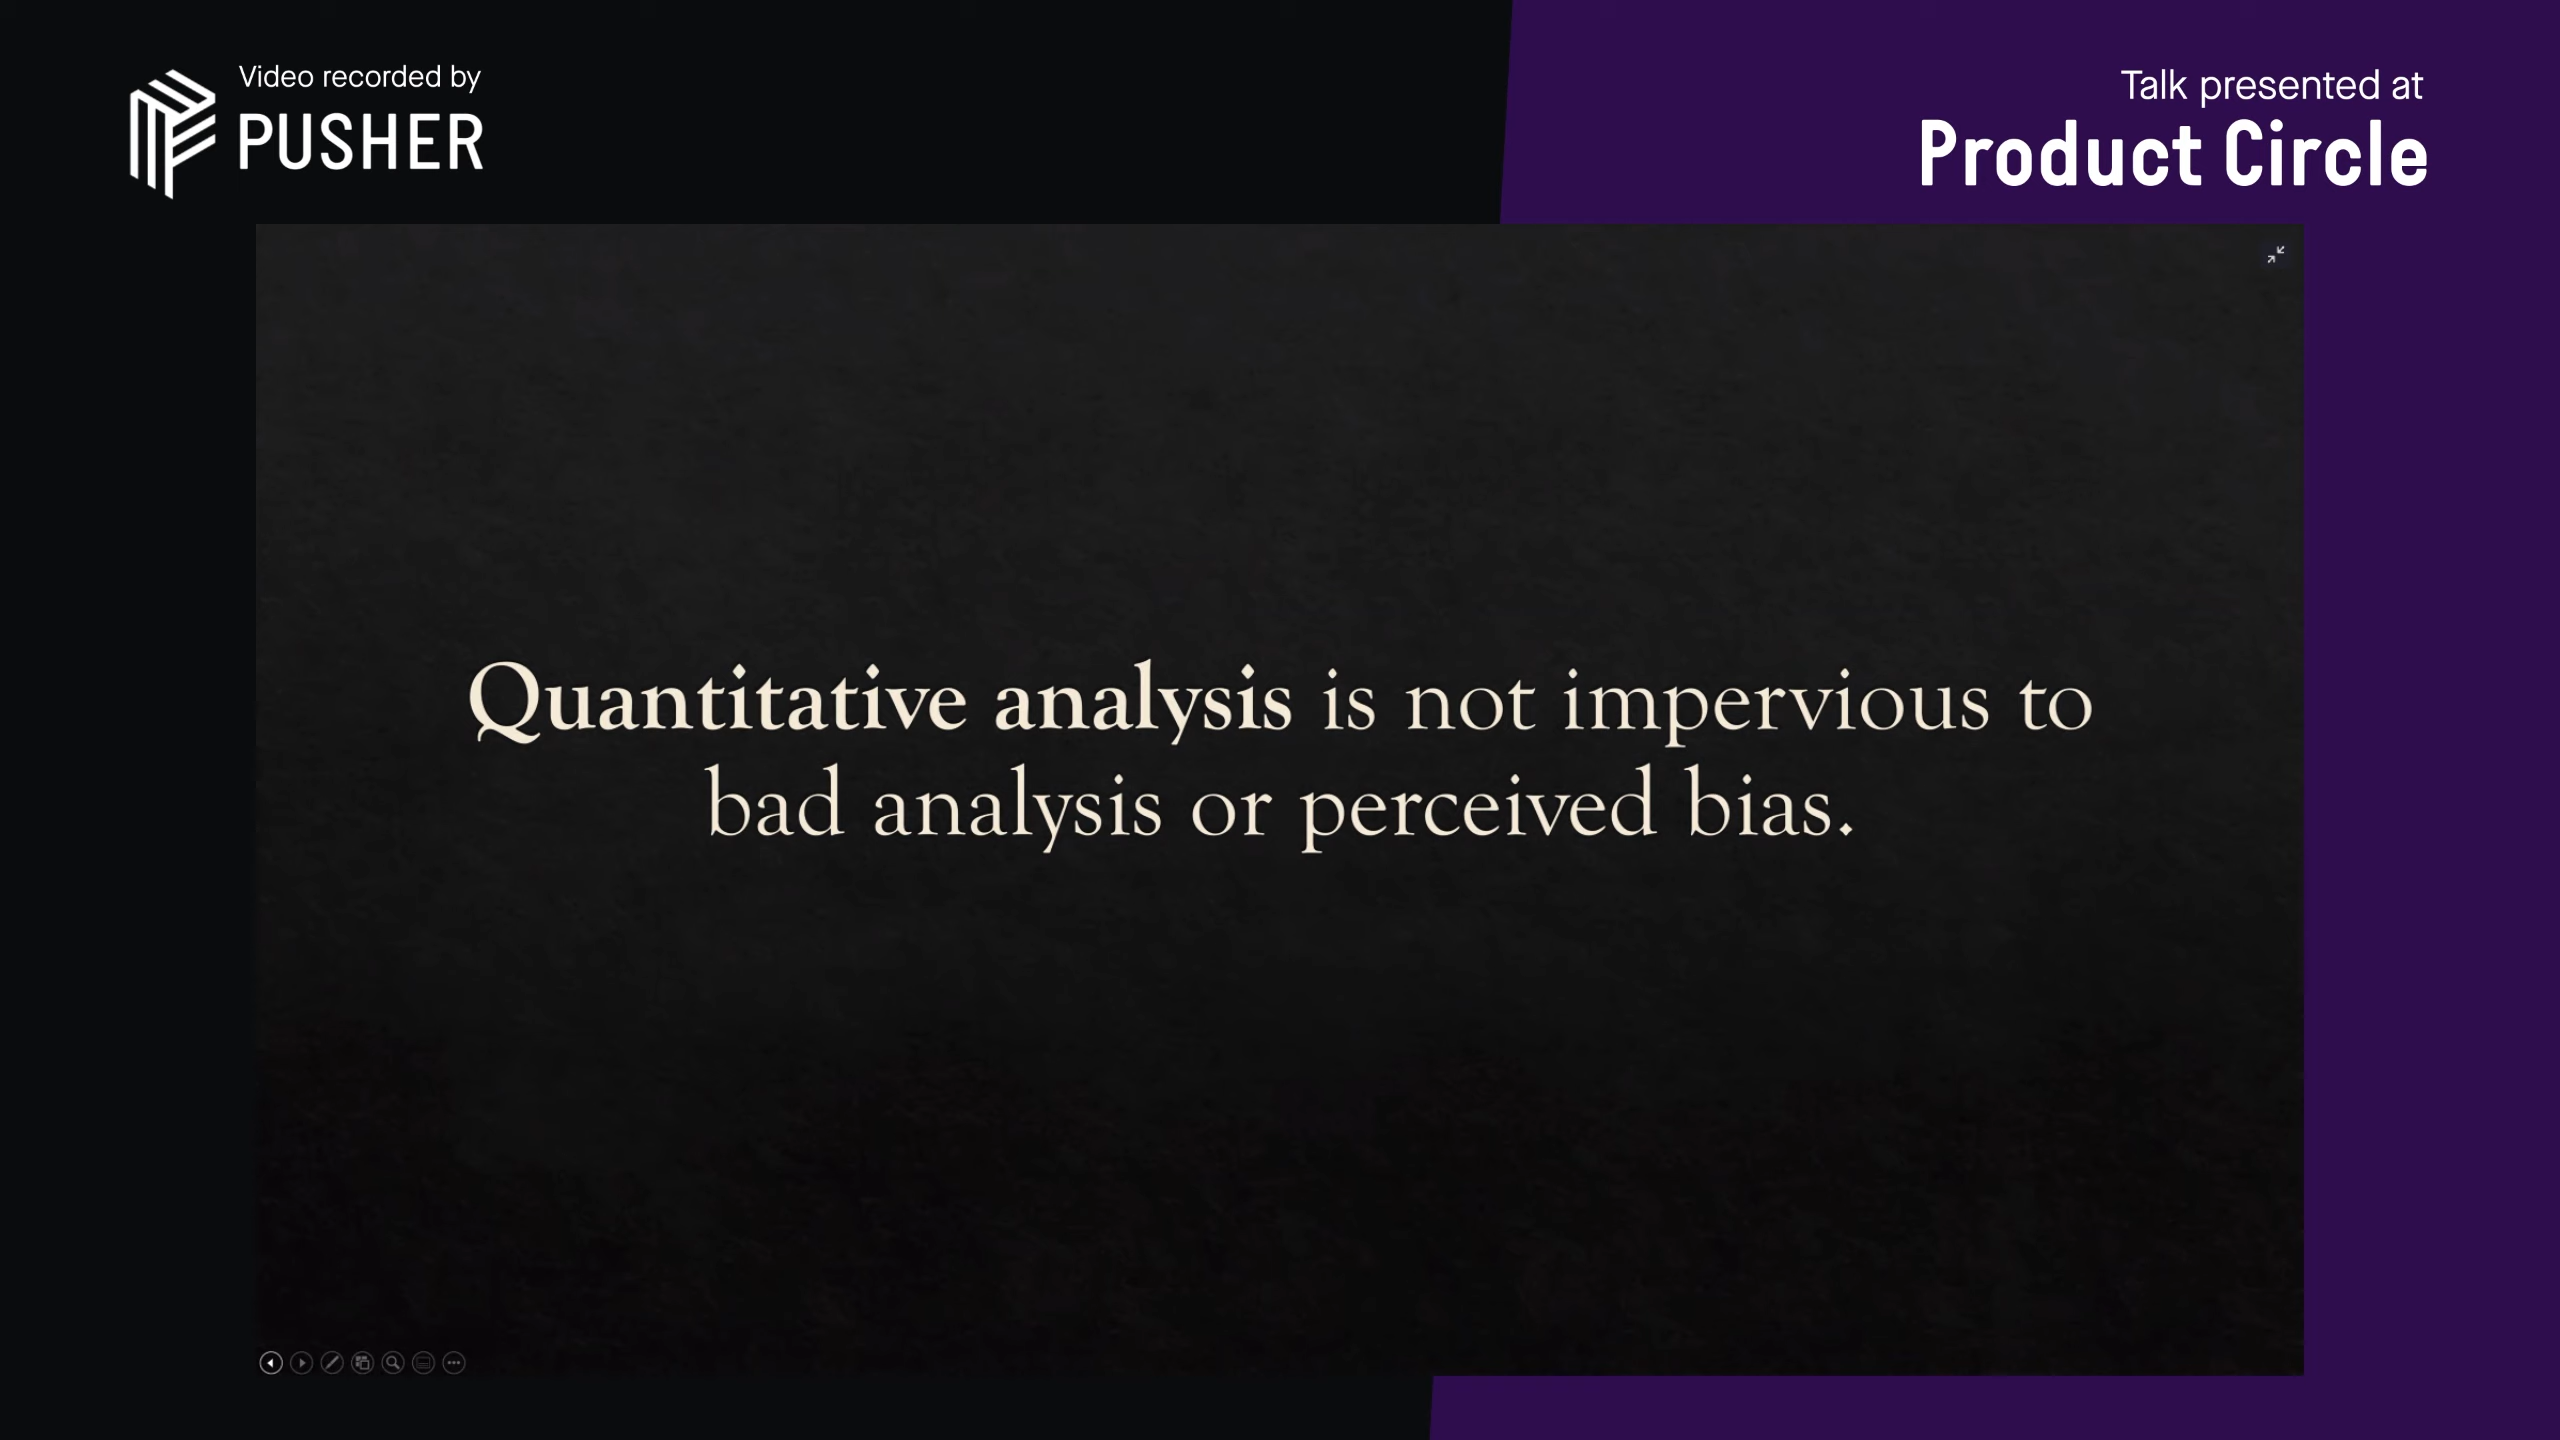 Video recorded by
PUSHER
Talk presented at
Product Circle
Quantitative analysis is not impervious to
bad analysis or perceived bias.